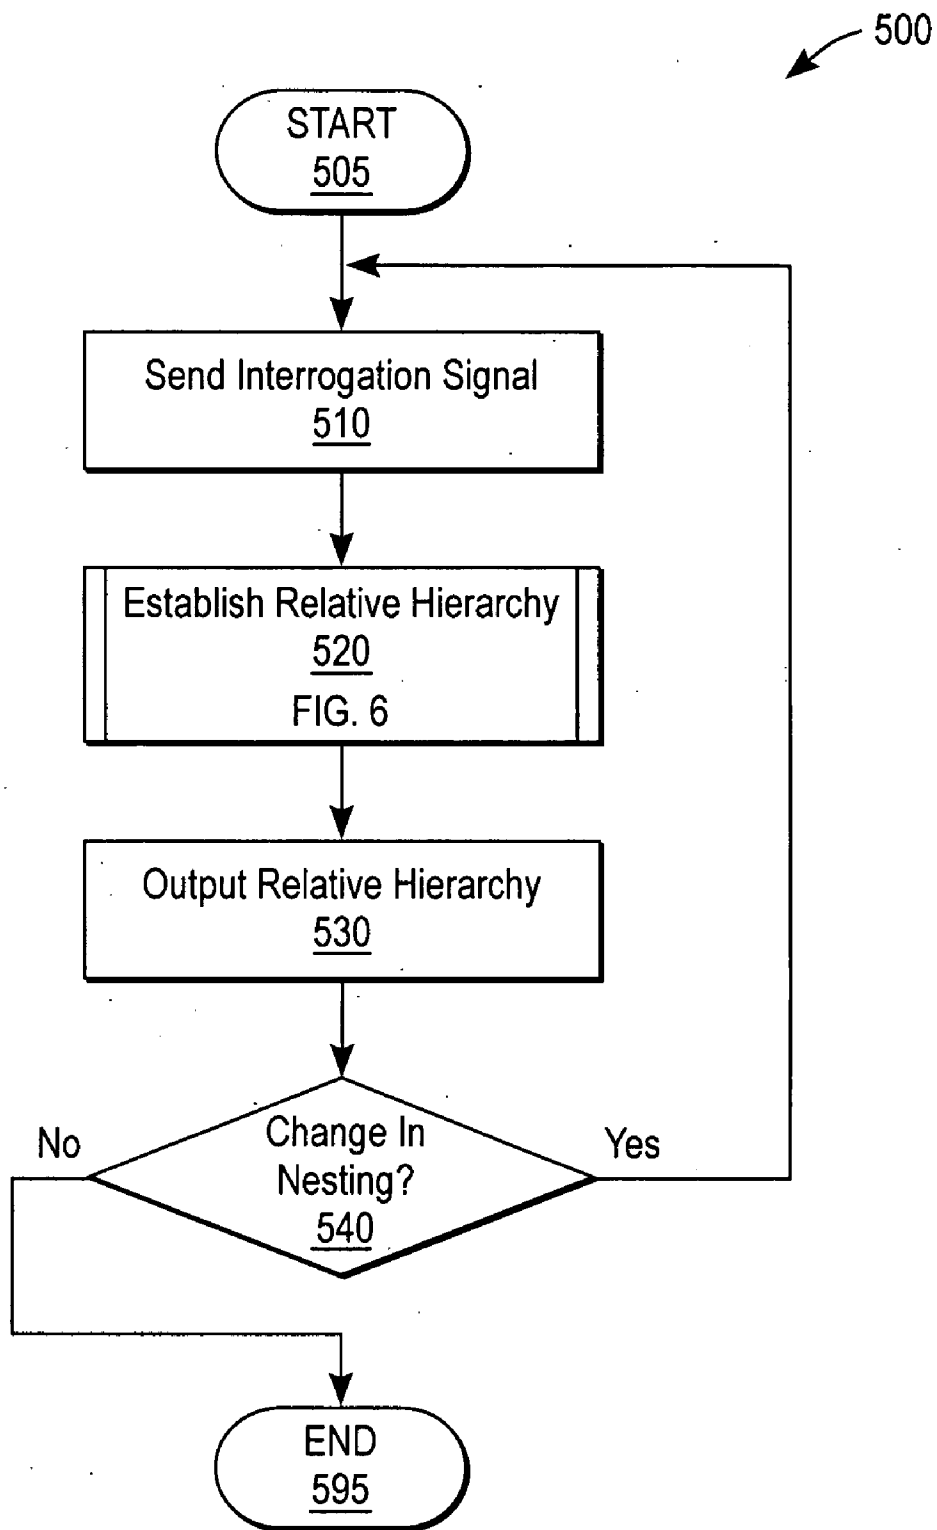 500
START
505
Send Interrogation Signal
510
Establish Relative Hierarchy
520
FIG. 6
Output Relative Hierarchy
530
No
Change In
Nesting?
540
Yes
END
595